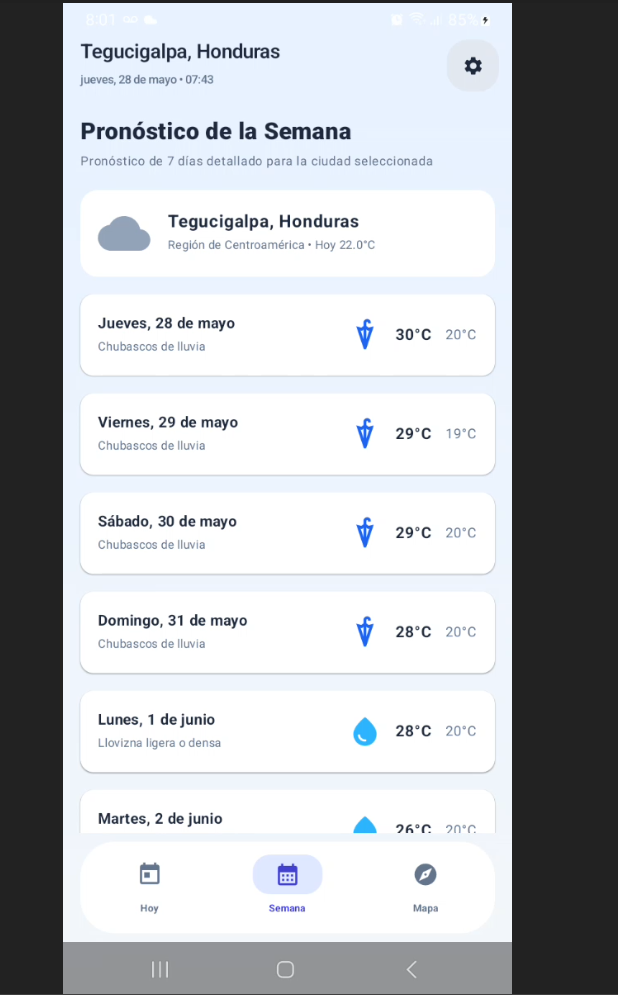 8:01
85%
Tegucigalpa, Honduras
jueves, 28 de mayo • 07:43
Pronóstico de la Semana
Pronóstico de 7 días detallado para la ciudad seleccionada
Tegucigalpa, Honduras
Región de Centroamérica • Hoy 22.0°C
Jueves, 28 de mayo
Chubascos de lluvia
30°C 20°C
Viernes, 29 de mayo
Chubascos de lluvia
29°C 19°C
Sábado, 30 de mayo
Chubascos de lluvia
29°C 20°C
Domingo, 31 de mayo
Chubascos de lluvia
28°C 20°C
Lunes, 1 de junio
Llovizna ligera o densa
28°C 20°C
Martes, 2 de junio
26°C 20°C
Hoy
Semana
Mapa